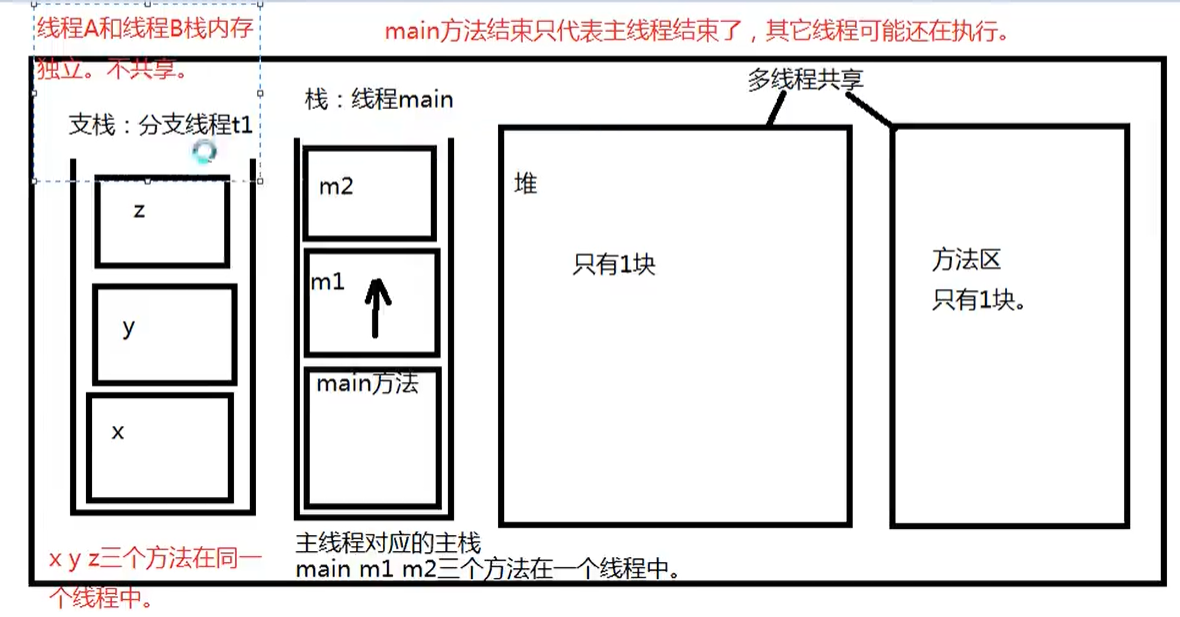 线程A和线程B栈内存
独立。不共享。
main方法结束只代表主线程结束了，其它线程可能还在执行。
多线程共享
支栈：分支线程t1
栈：线程main
z
y
x
m2
m1
main方法
堆
只有1块
方法区
只有1块。
x y z三个方法在同一
个线程中。
主线程对应的主栈
main m1 m2三个方法在一个线程中。